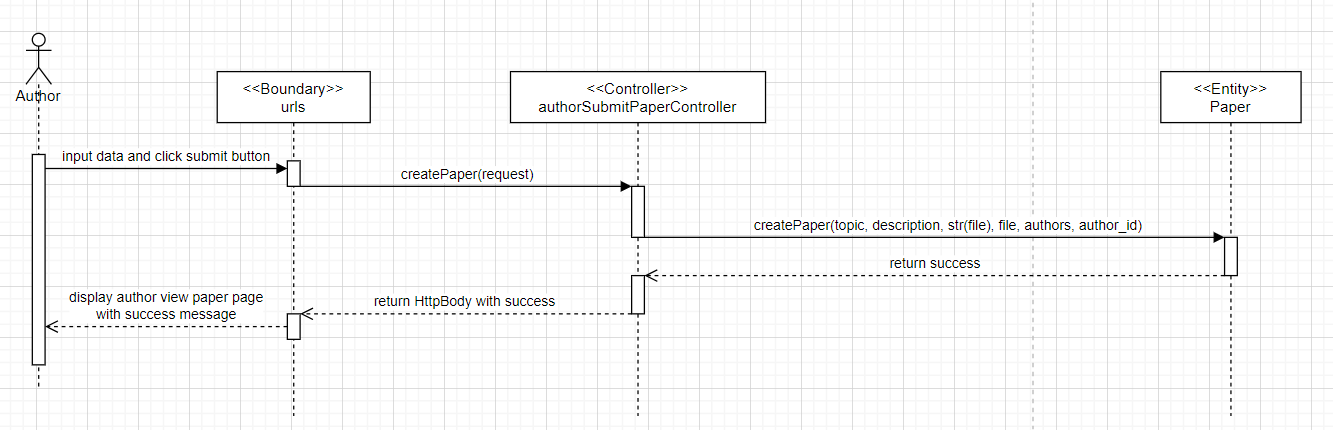 Author
<<Boundary>>
urls
<<Controller>>
authorSubmitPaperController
<<Entity>>
Paper
input data and click submit button
createPaper(request)
createPaper(topic, description, str(file), file, authors, author_id)
return success
return HttpBody with success
display author view paper page
with success message